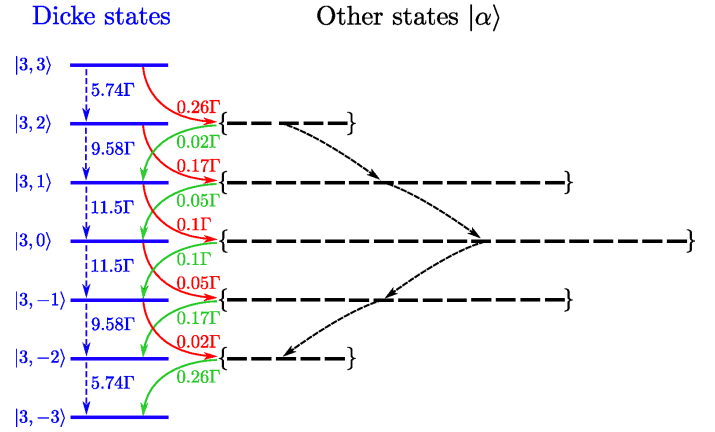 Dicke states Other states |α⟩
|3, 3⟩
5.74Γ
0.26Γ
|3, 2⟩ { }
0.02Γ
9.58Γ
0.17Γ
|3, 1⟩ { }
0.05Γ
11.5Γ
0.1Γ
|3, 0⟩ { }
0.1Γ
11.5Γ
0.05Γ
|3, −1⟩ { }
0.17Γ
9.58Γ
0.02Γ
|3, −2⟩ { }
0.26Γ
5.74Γ
|3, −3⟩